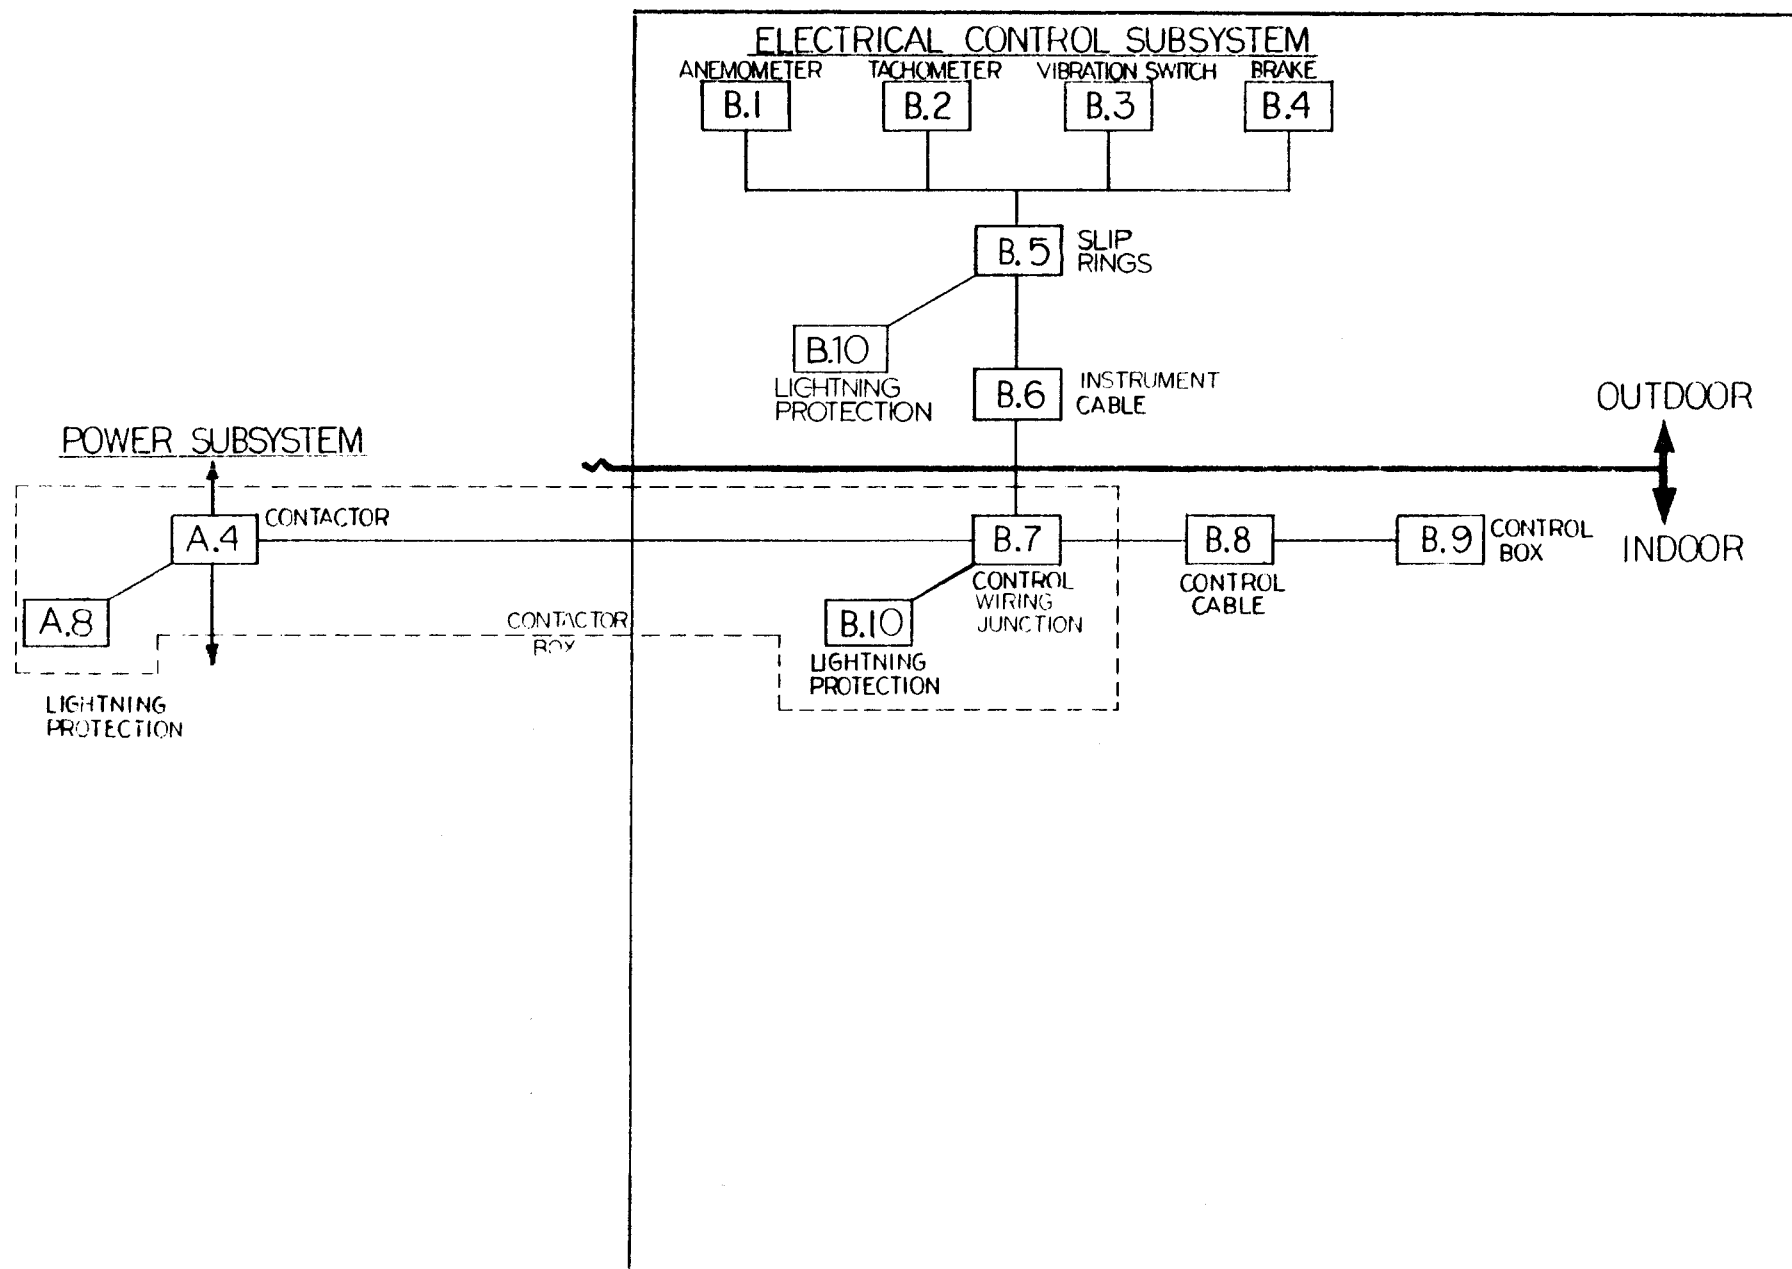 ELECTRICAL CONTROL SUBSYSTEM
ANEMOMETER TACHOMETER VIBRATION SWITCH BRAKE
B.1 B.2 B.3 B.4
B.5
SLIP
RINGS
B.10
LIGHTNING
PROTECTION
B.6
INSTRUMENT
CABLE
OUTDOOR
INDOOR
POWER SUBSYSTEM
A.4
CONTACTOR
A.8
LIGHTNING
PROTECTION
CONTACTOR
BOX
B.7
CONTROL
WIRING
JUNCTION
B.10
LIGHTNING
PROTECTION
B.8
CONTROL
CABLE
B.9
CONTROL
BOX